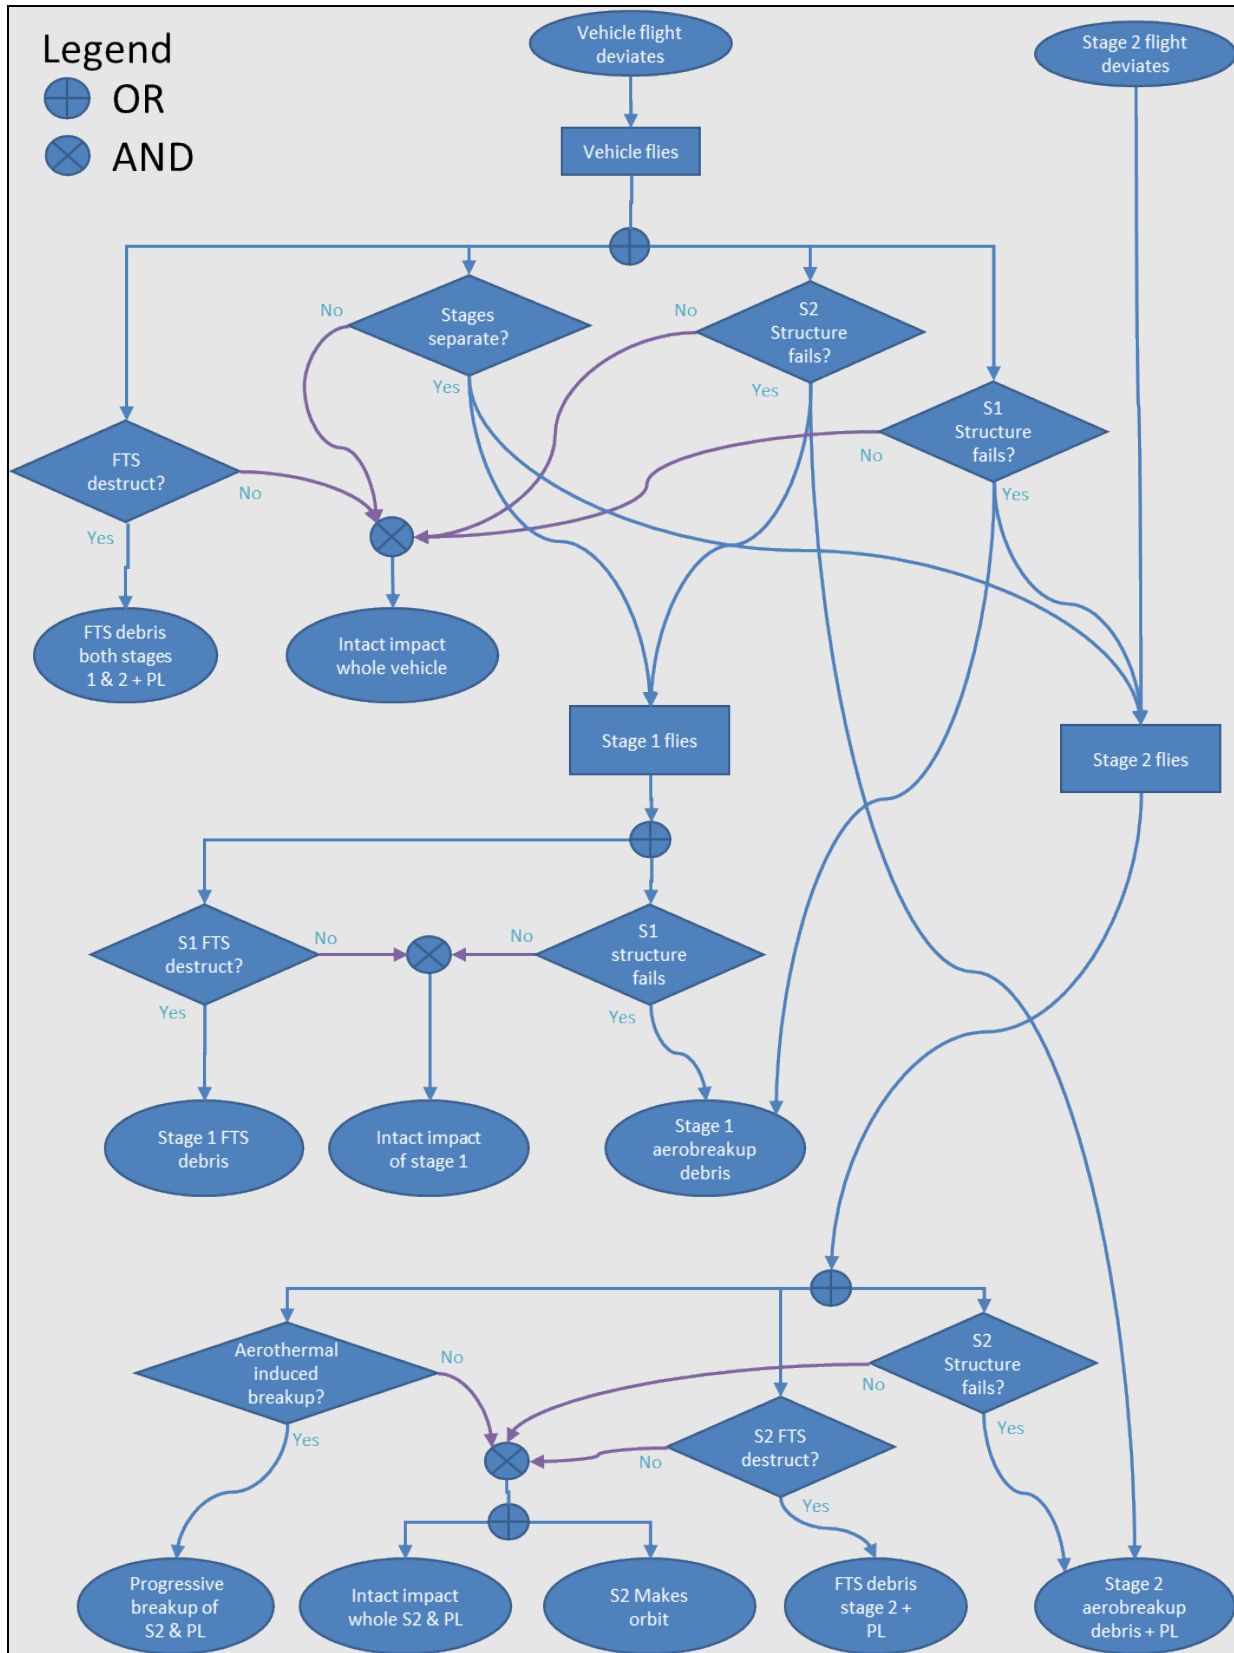 Legend
OR
AND
Vehicle flight
deviates
Stage 2 flight
deviates
Vehicle flies
No
Stages
separate?
Yes
No
S2
Structure
fails?
Yes
S1
Structure
fails?
No
Yes
FTS
destruct?
No
Yes
FTS debris
both stages
1 & 2 + PL
Intact impact
whole vehicle
Stage 1 flies
Stage 2 flies
S1 FTS
destruct?
No
Yes
No
S1
structure
fails
Yes
Stage 1 FTS
debris
Intact impact
of stage 1
Stage 1
aerobreakup
debris
Aerothermal
induced
breakup?
No
Yes
S2
Structure
fails?
No
Yes
S2 FTS
destruct?
No
Yes
Progressive
breakup of
S2 & PL
Intact impact
whole S2 & PL
S2 Makes
orbit
FTS debris
stage 2 +
PL
Stage 2
aerobreakup
debris + PL